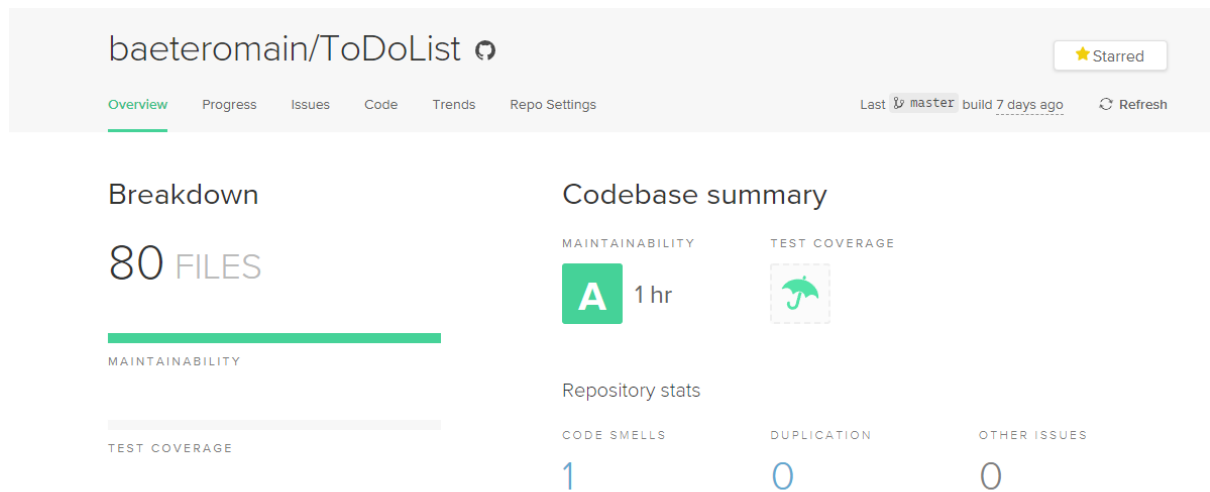 baeteromain/ToDoList
Starred
Overview Progress Issues Code Trends Repo Settings Last master build 7 days ago Refresh
Breakdown
80 FILES
MAINTAINABILITY
TEST COVERAGE
Codebase summary
MAINTAINABILITY TEST COVERAGE
A 1 hr
Repository stats
CODE SMELLS DUPLICATION OTHER ISSUES
1 0 0